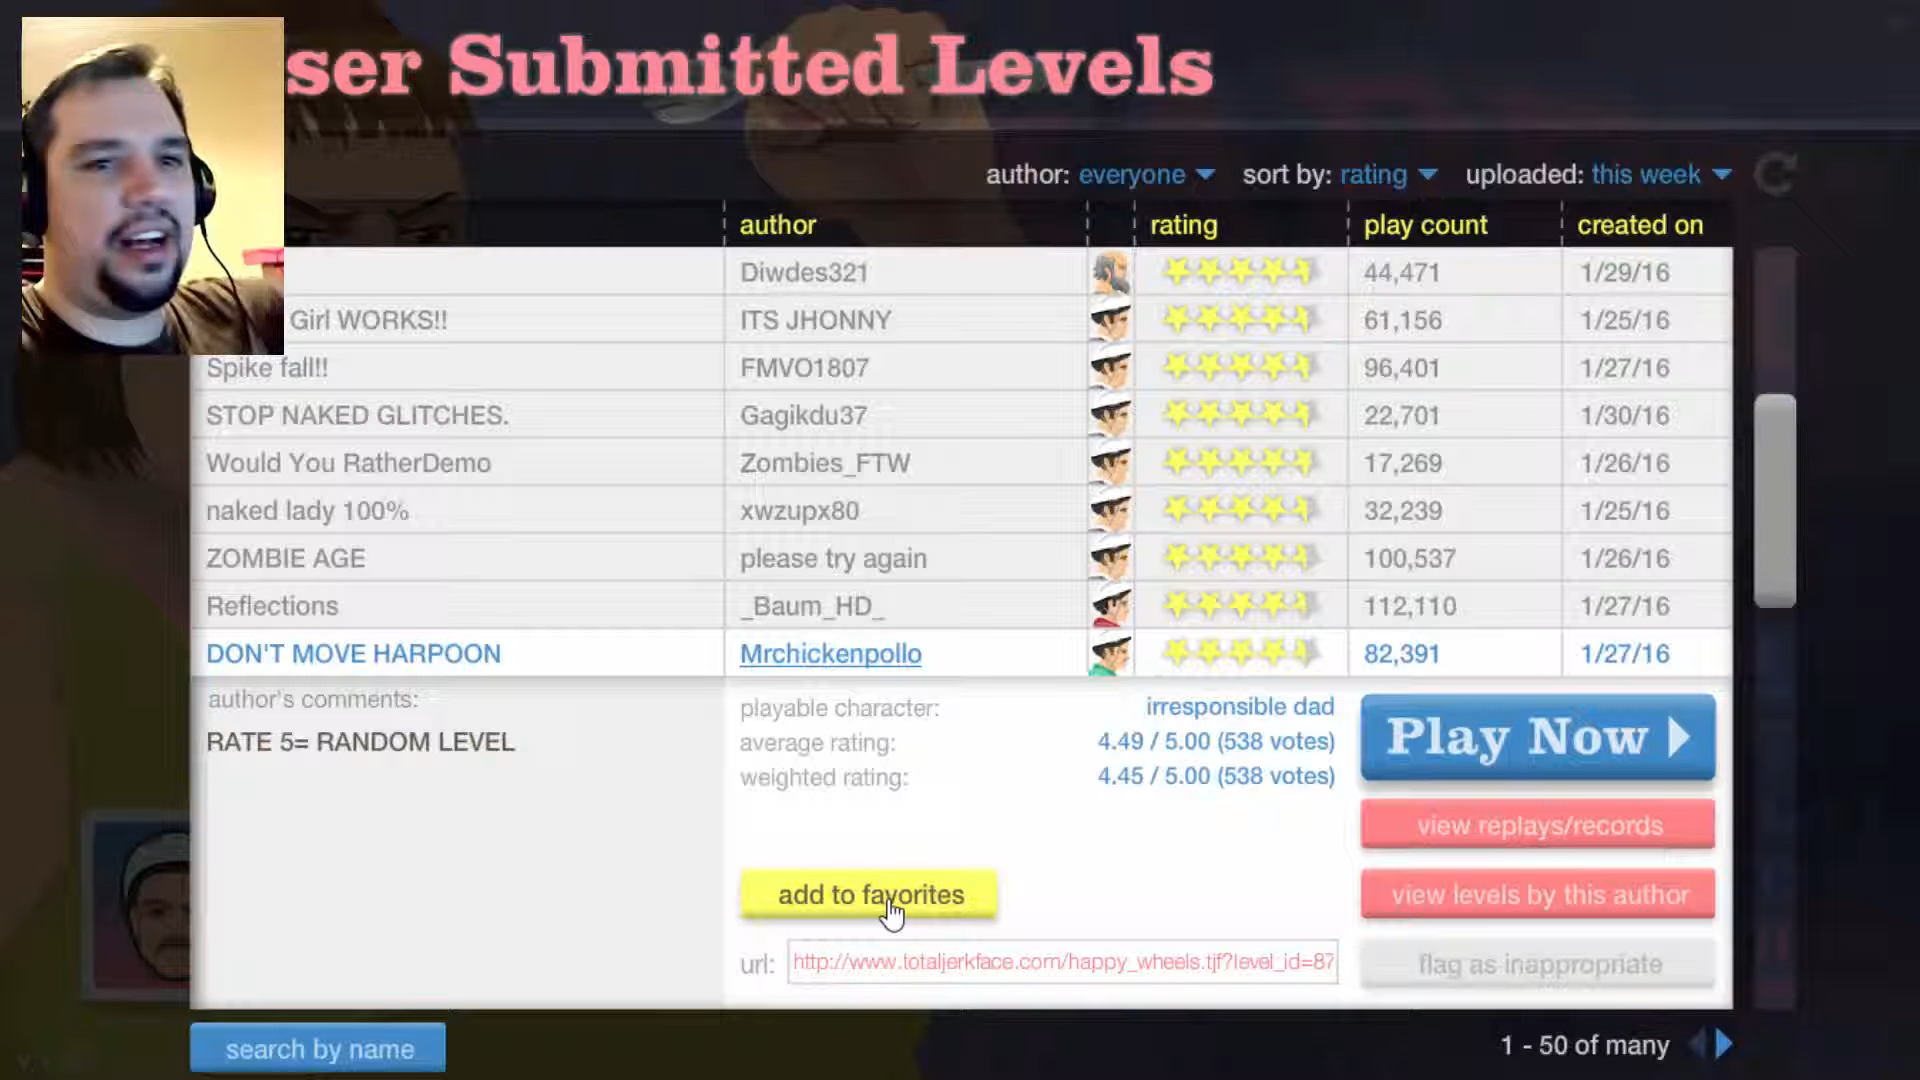 ser Submitted Levels
author: everyone sort by: rating uploaded: this week
author rating play count created on
Diwdes321 44,471 1/29/16
Girl WORKS!! ITS JHONNY 61,156 1/25/16
Spike fall!! FMVO1807 96,401 1/27/16
STOP NAKED GLITCHES. Gagikdu37 22,701 1/30/16
Would You RatherDemo Zombies_FTW 17,269 1/26/16
naked lady 100% xwzupx80 32,239 1/25/16
ZOMBIE AGE please try again 100,537 1/26/16
Reflections _Baum_HD_ 112,110 1/27/16
DON'T MOVE HARPOON Mrchickenpollo 82,391 1/27/16
author's comments:
RATE 5= RANDOM LEVEL
playable character: irresponsible dad
average rating: 4.49 / 5.00 (538 votes)
weighted rating: 4.45 / 5.00 (538 votes)
Play Now
view replays/records
add to favorites
view levels by this author
url: http://www.totaljerkface.com/happy_wheels.tjf?level_id=87
flag as inappropriate
search by name
1 - 50 of many